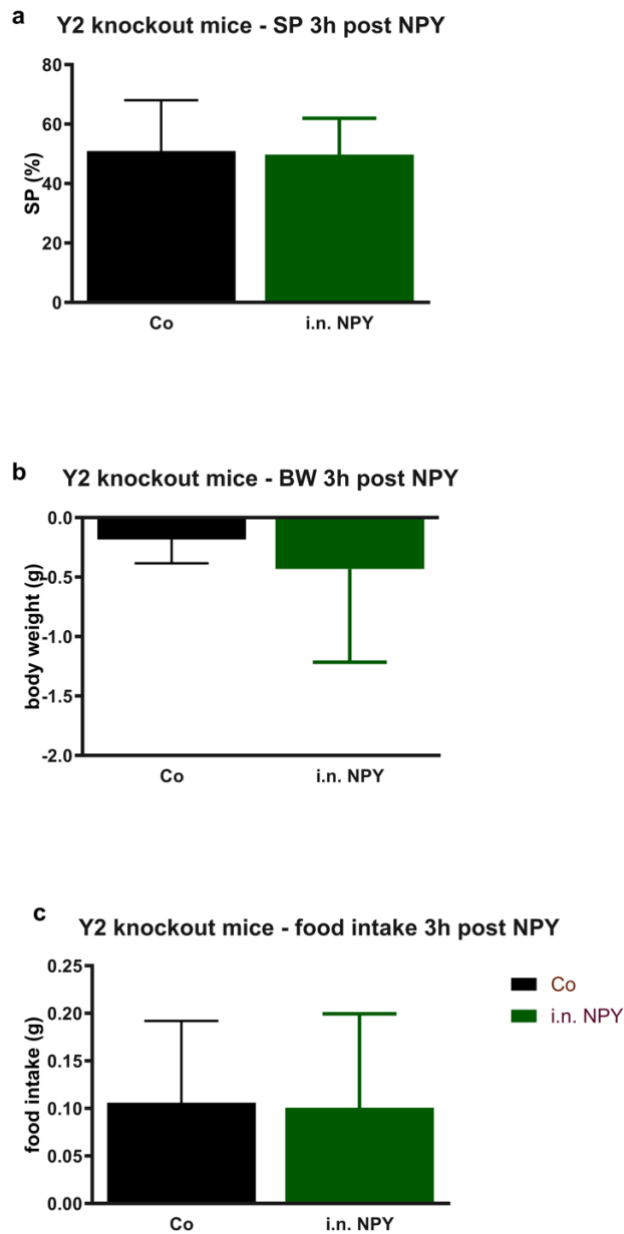 a
Y2 knockout mice - SP 3h post NPY
80
60
40
20
0
SP (%)
Co
i.n. NPY
b
Y2 knockout mice - BW 3h post NPY
0.0
-0.5
-1.0
-1.5
-2.0
body weight (g)
Co
i.n. NPY
c
Y2 knockout mice - food intake 3h post NPY
0.25
0.20
0.15
0.10
0.05
0.00
food intake (g)
Co
i.n. NPY
Co
i.n. NPY